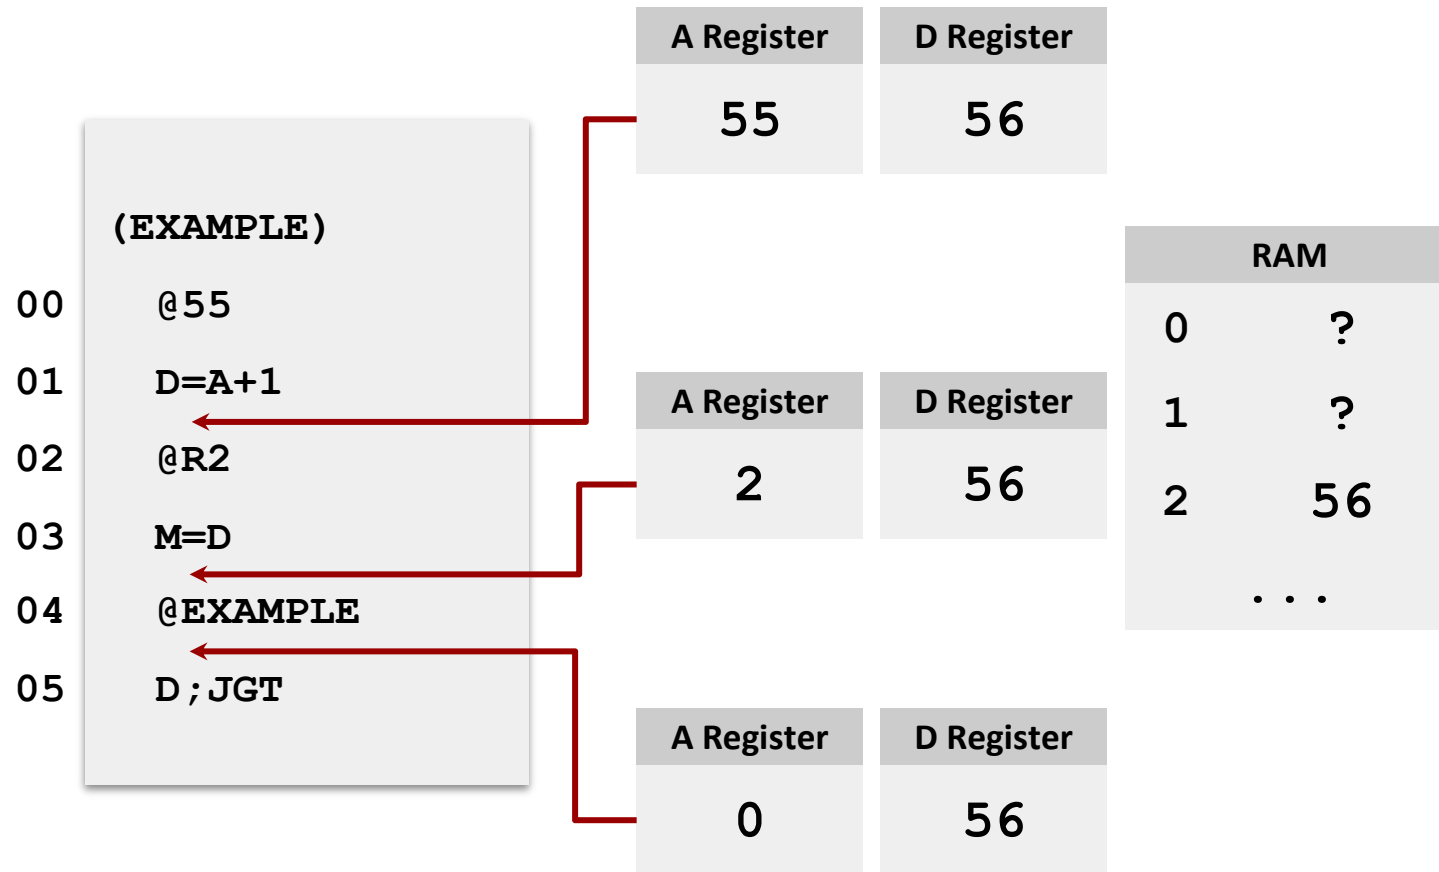 A Register D Register
55 56
(EXAMPLE)
00 @55
01 D=A+1
02 @R2
03 M=D
04 @EXAMPLE
05 D;JGT
A Register D Register
2 56
A Register D Register
0 56
RAM
0 ?
1 ?
2 56
...